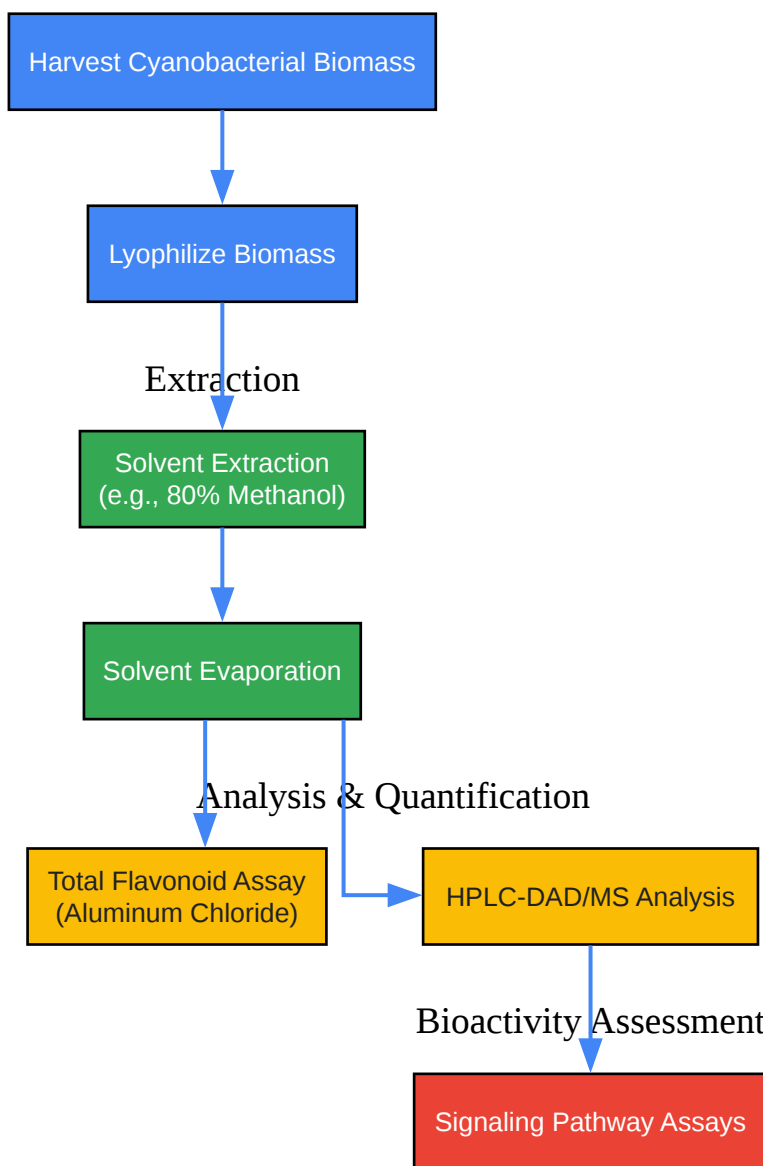 Harvest Cyanobacterial Biomass
Lyophilize Biomass
Extraction
Solvent Extraction
(e.g., 80% Methanol)
Solvent Evaporation
Analysis & Quantification
Total Flavonoid Assay
(Aluminum Chloride)
HPLC-DAD/MS Analysis
Bioactivity Assessment
Signaling Pathway Assays